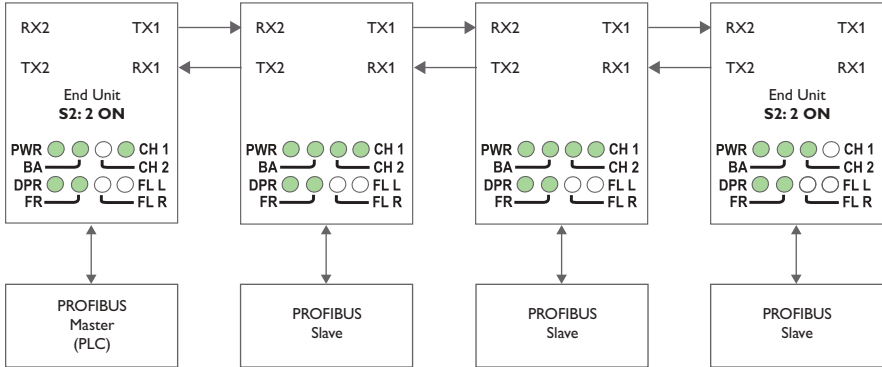 RX2 TX1
TX2 RX1
End Unit
S2: 2 ON
PWR CH 1
BA CH 2
DPR FL L
FR FL R
PROFIBUS
Master
(PLC)
RX2 TX1
TX2 RX1
PWR CH 1
BA CH 2
DPR FL L
FR FL R
PROFIBUS
Slave
RX2 TX1
TX2 RX1
PWR CH 1
BA CH 2
DPR FL L
FR FL R
PROFIBUS
Slave
RX2 TX1
TX2 RX1
End Unit
S2: 2 ON
PWR CH 1
BA CH 2
DPR FL L
FR FL R
PROFIBUS
Slave